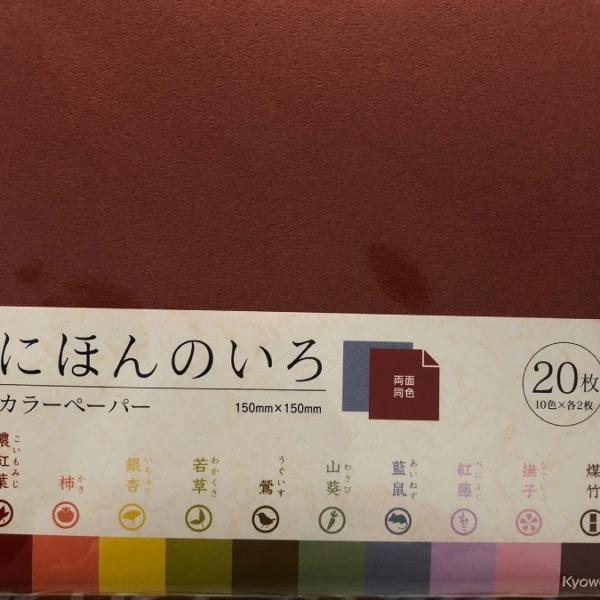 にほんのいろ
カラーペーパー
150mm×150mm
両面
同色
20枚
10色×各2枚
濃紅葉
こいもみじ
柿
かき
銀杏
いちょう
若草
わかくさ
鶯
うぐいす
山葵
わさび
藍鼠
あいねず
紅藤
べにふじ
撫子
なでしこ
煤竹